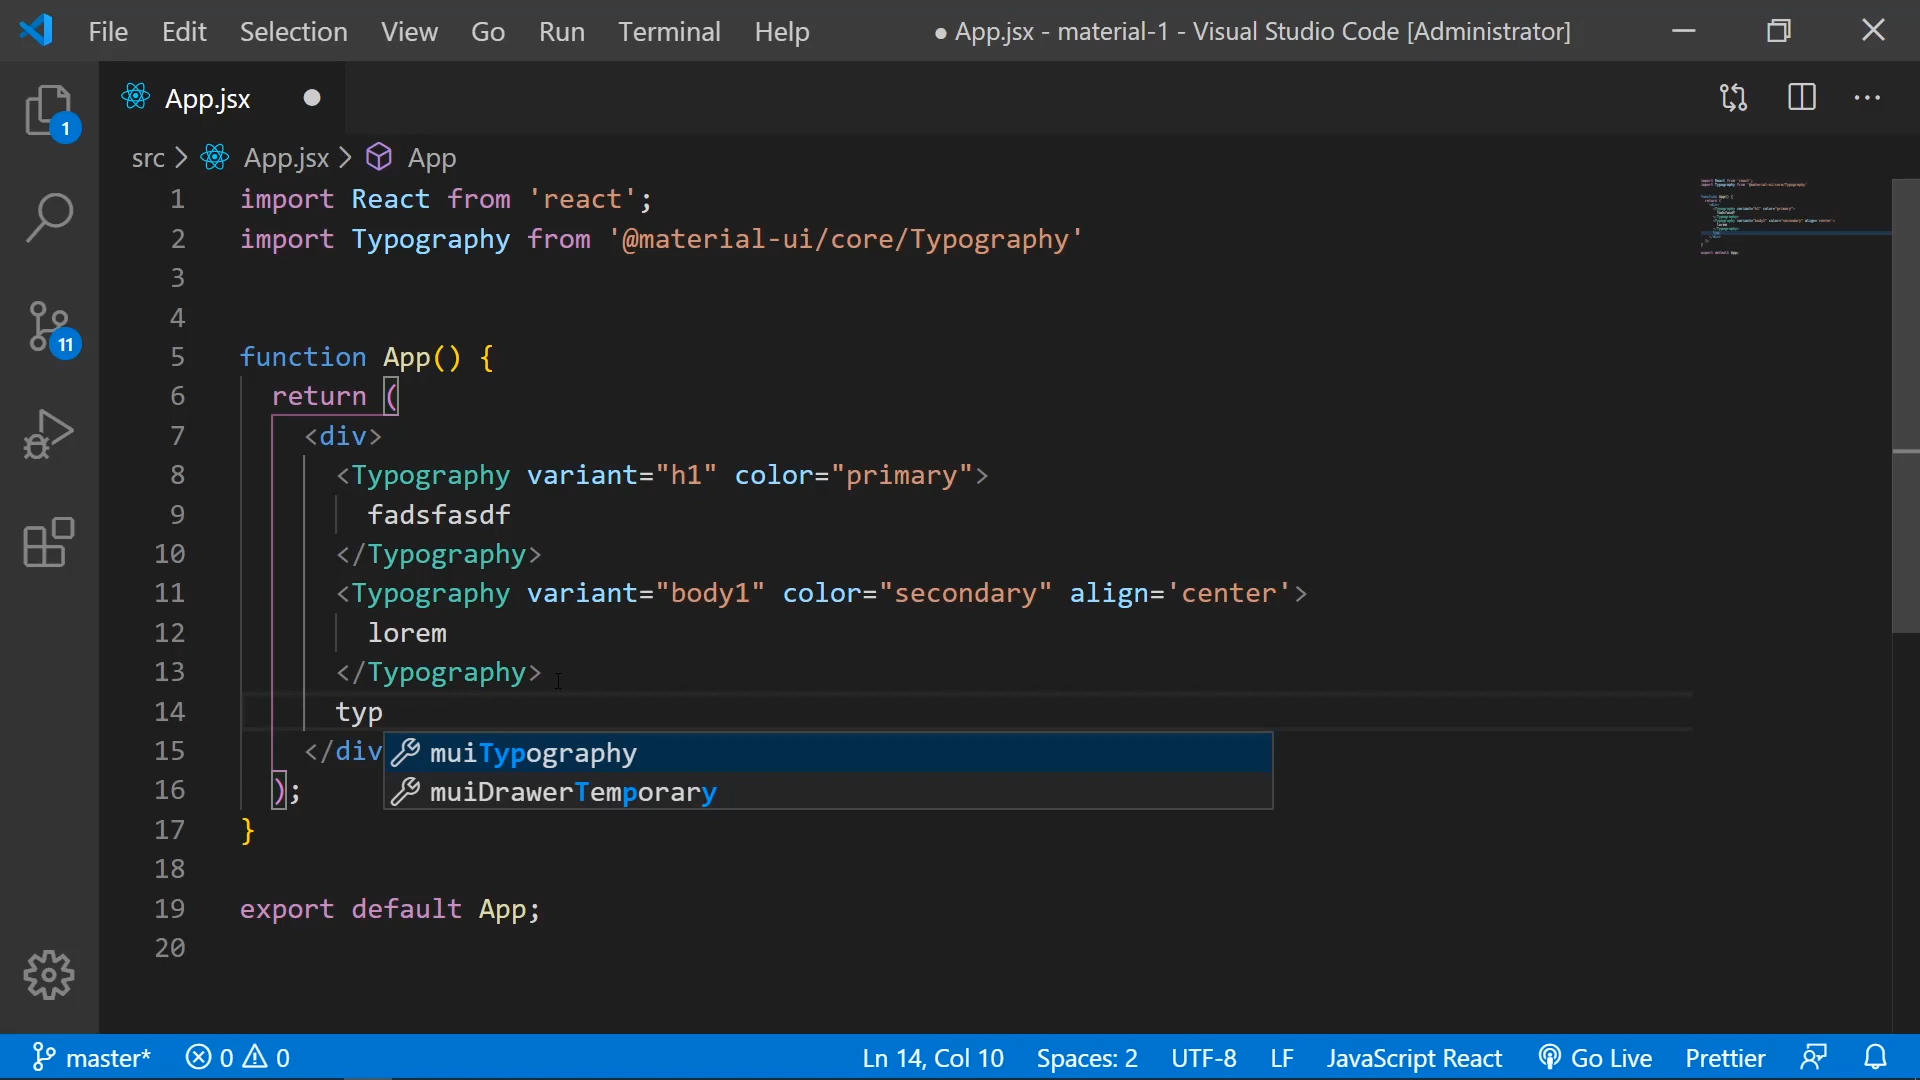 File Edit Selection View Go Run Terminal Help ● App.jsx - material-1 - Visual Studio Code [Administrator]
App.jsx
1
src > App.jsx > App
1 import React from 'react';
2 import Typography from '@material-ui/core/Typography'
3
4
11
5 function App() {
6 return (
7 <div>
8 <Typography variant="h1" color="primary">
9 fadsfasdf
10 </Typography>
11 <Typography variant="body1" color="secondary" align='center'>
12 lorem
13 </Typography>
14 typ
15 </div
muiTypography
16 );
muiDrawerTemporary
17 }
18
19 export default App;
20
master* 0 0 Ln 14, Col 10 Spaces: 2 UTF-8 LF JavaScript React Go Live Prettier